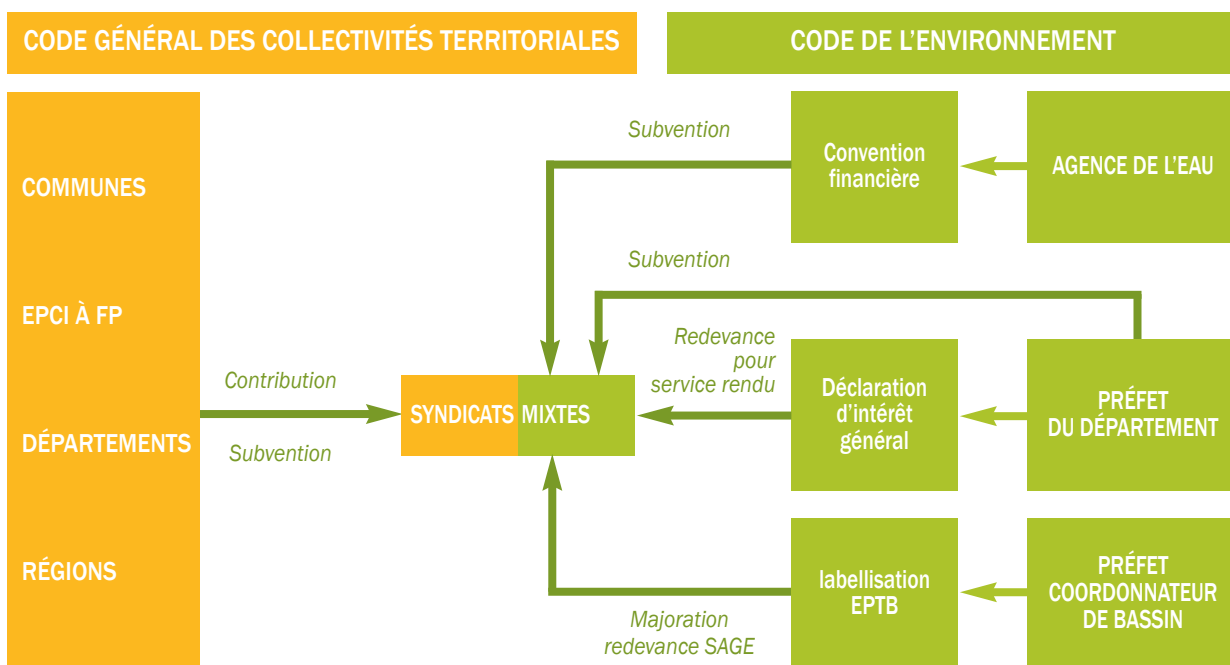 CODE GÉNÉRAL DES COLLECTIVITÉS TERRITORIALES
CODE DE L’ENVIRONNEMENT
COMMUNES
EPCI À FP
DÉPARTEMENTS
RÉGIONS
Contribution
Subvention
SYNDICATS MIXTES
Subvention
Convention
financière
AGENCE DE L’EAU
Subvention
Redevance
pour
service rendu
Déclaration
d’intérêt
général
PRÉFET
DU DÉPARTEMENT
Majoration
redevance SAGE
labellisation
EPTB
PRÉFET
COORDONNATEUR
DE BASSIN